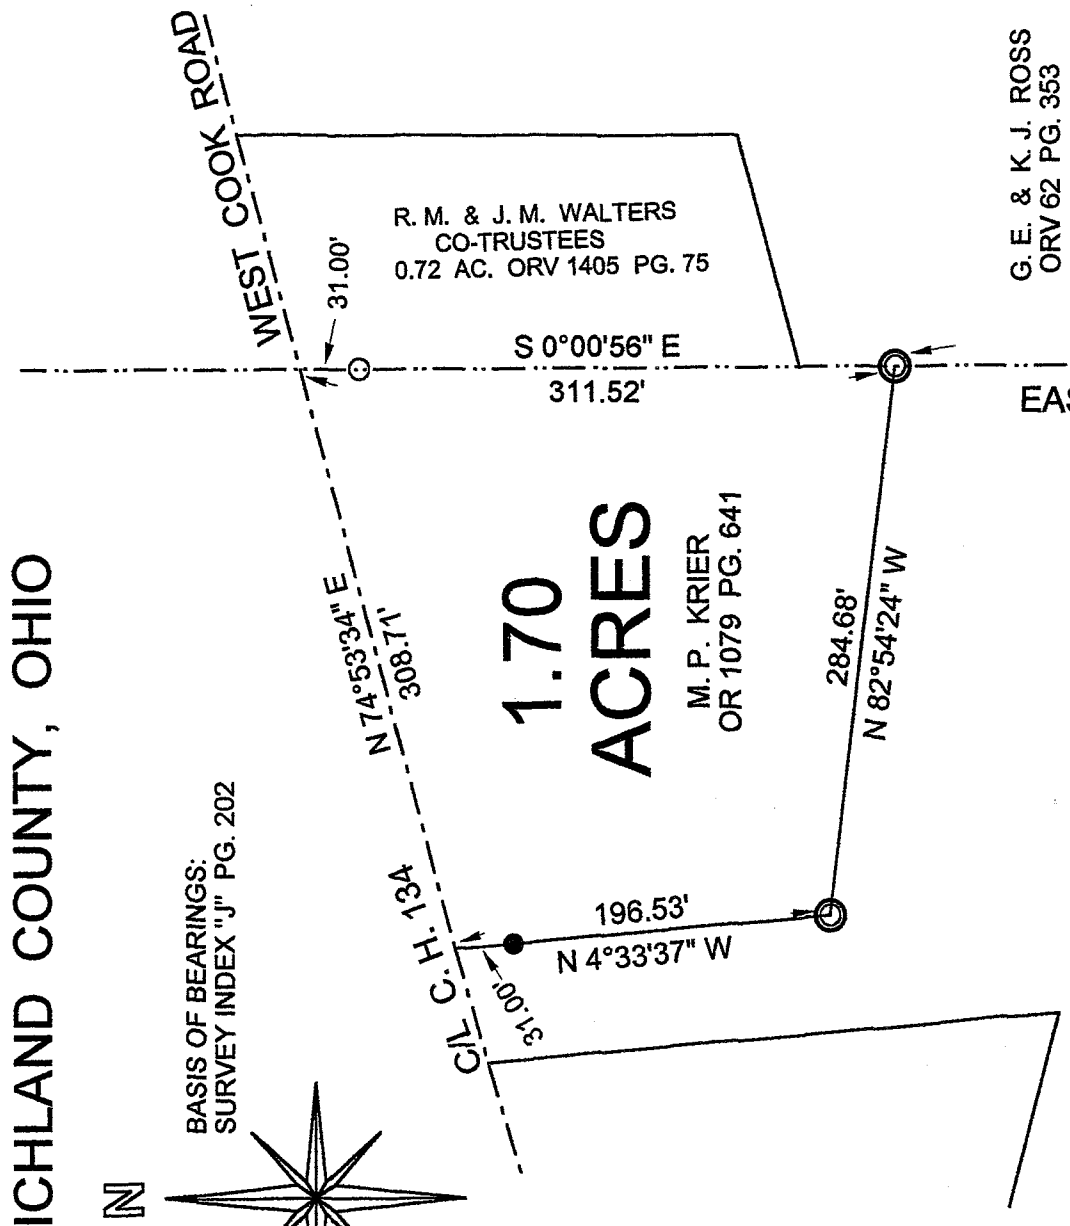 ICHLAND COUNTY, OHIO
N
BASIS OF BEARINGS:
SURVEY INDEX "J" PG. 202
WEST COOK ROAD
31.00'
R. M. & J. M. WALTERS
CO-TRUSTEES
0.72 AC. ORV 1405 PG. 75
G. E. & K. J. ROSS
ORV 62 PG. 353
S 0°00'56" E
311.52'
EAS
N 74°53'34" E
308.71'
1.70
ACRES
M. P. KRIER
OR 1079 PG. 641
284.68'
N 82°54'24" W
C/L C. H. 134
196.53'
N 4°33'37" W
31.00'